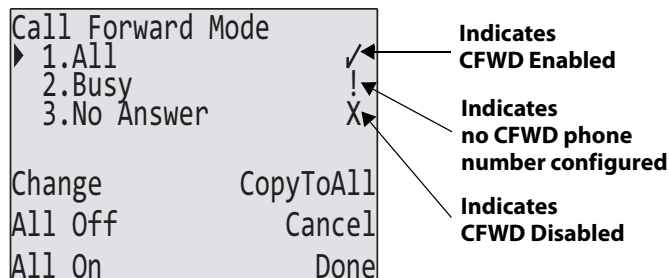 Call Forward Mode
1.All ✓
2.Busy !
3.No Answer X
Change CopyToAll
All Off Cancel
All On Done
Indicates
CFWD Enabled
Indicates
no CFWD phone
number configured
Indicates
CFWD Disabled